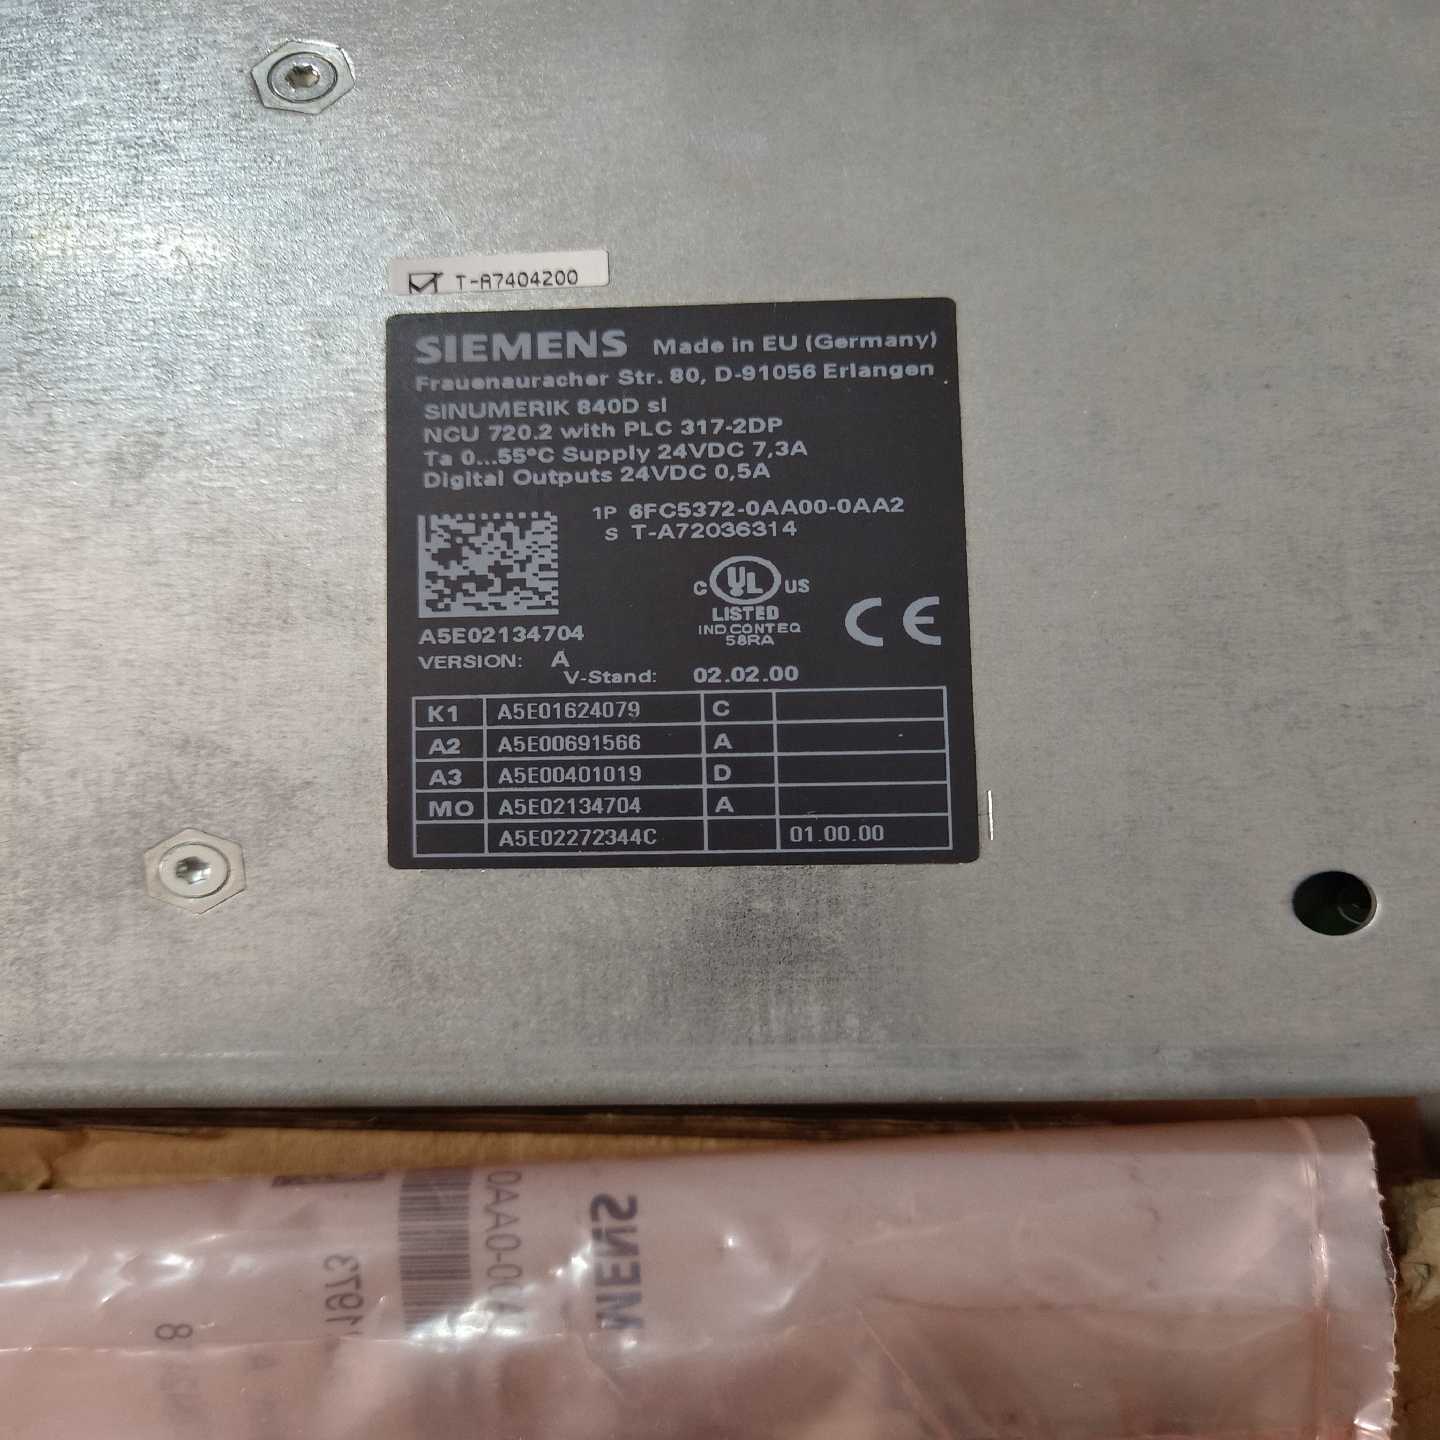 T-A7404200
SIEMENS Made in EU (Germany)
Frauenauracher Str. 80, D-91056 Erlangen
SINUMERIK 840D sl
NCU 720.2 with PLC 317-2DP
Ta 0...55°C Supply 24VDC 7,3A
Digital Outputs 24VDC 0,5A
1P 6FC5372-0AA00-0AA2
S T-A72036314
C UL US
LISTED
IND CONT EQ
58RA
CE
A5E02134704
VERSION: A
V-Stand: 02.02.00
K1 A5E01624079 C
A2 A5E00691566 A
A3 A5E00401019 D
MO A5E02134704 A
A5E02272344C 01.00.00